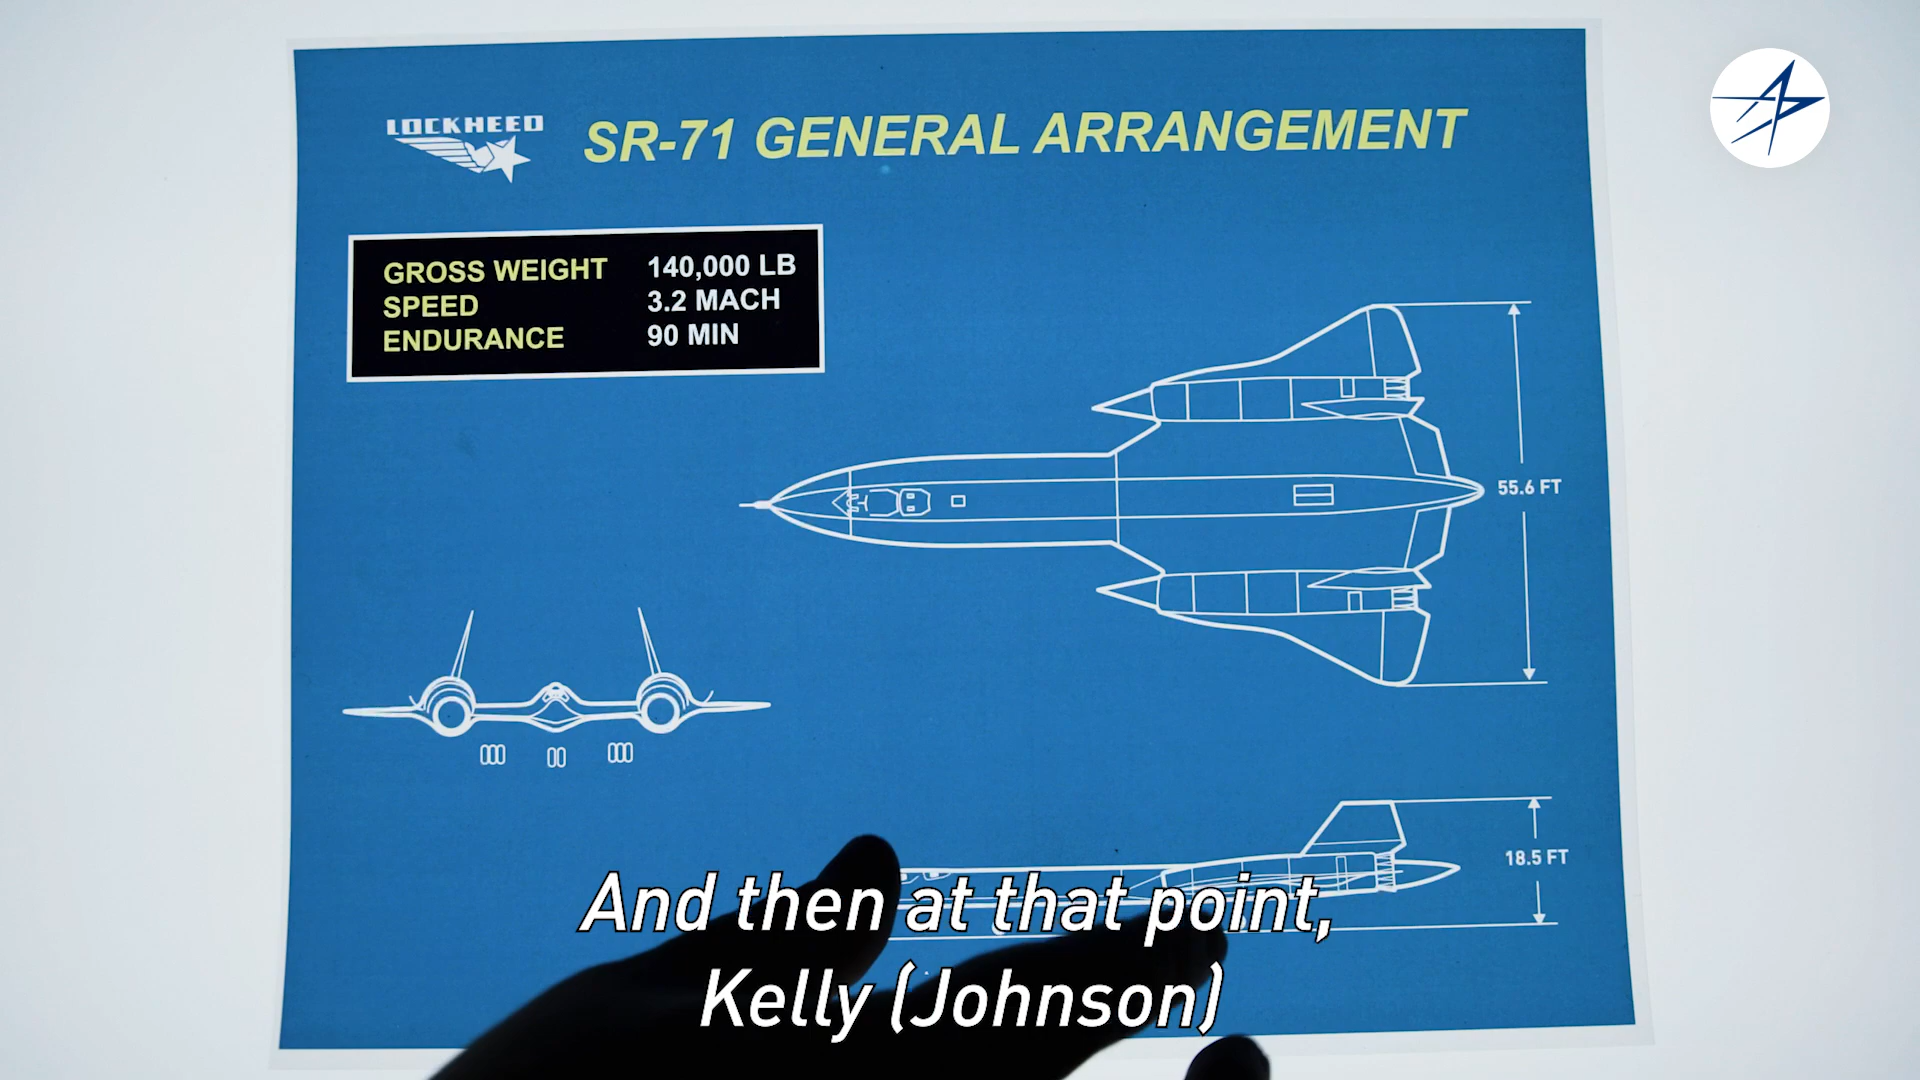 LOCKHEED
SR-71 GENERAL ARRANGEMENT
GROSS WEIGHT 140,000 LB
SPEED 3.2 MACH
ENDURANCE 90 MIN
55.6 FT
18.5 FT
And then at that point,
Kelly (Johnson)